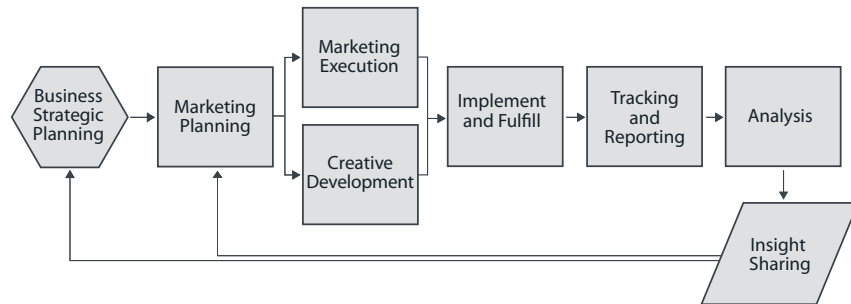 Business
Strategic
Planning
Marketing
Planning
Marketing
Execution
Creative
Development
Implement
and Fulfill
Tracking
and
Reporting
Analysis
Insight
Sharing